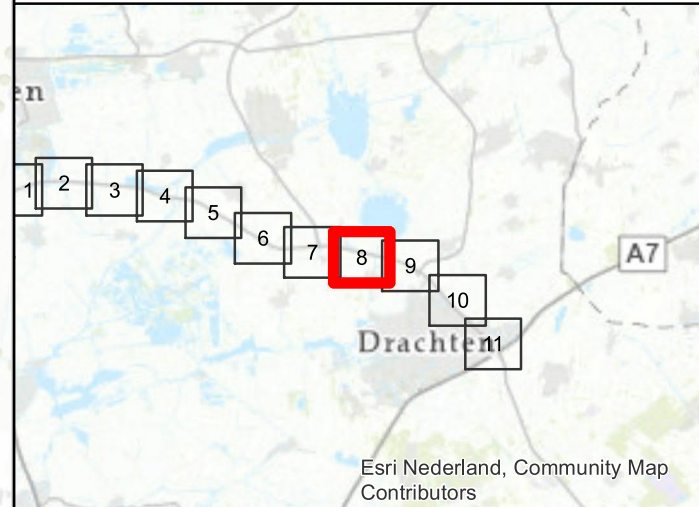 en
1 2 3 4 5 6 7 8 9 10 11
A7
Drachten
Esri Nederland, Community Map
Contributors